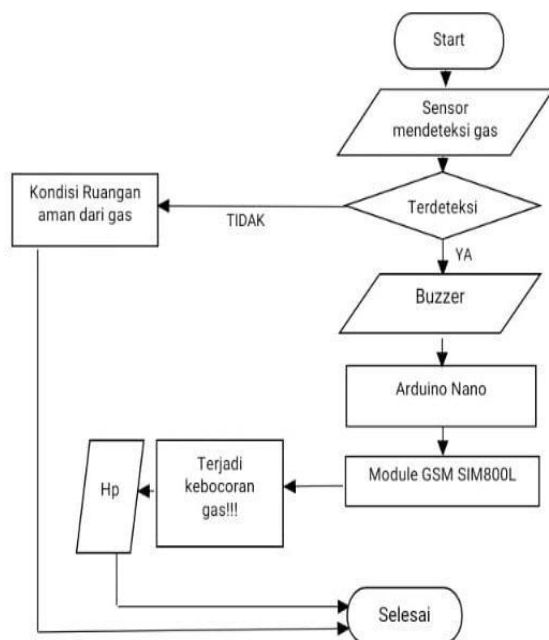 Start
Sensor
mendeteksi gas
Terdeteksi
TIDAK
Kondisi Ruangan
aman dari gas
YA
Buzzer
Arduino Nano
Module GSM SIM800L
Terjadi
kebocoran
gas!!!
Hp
Selesai